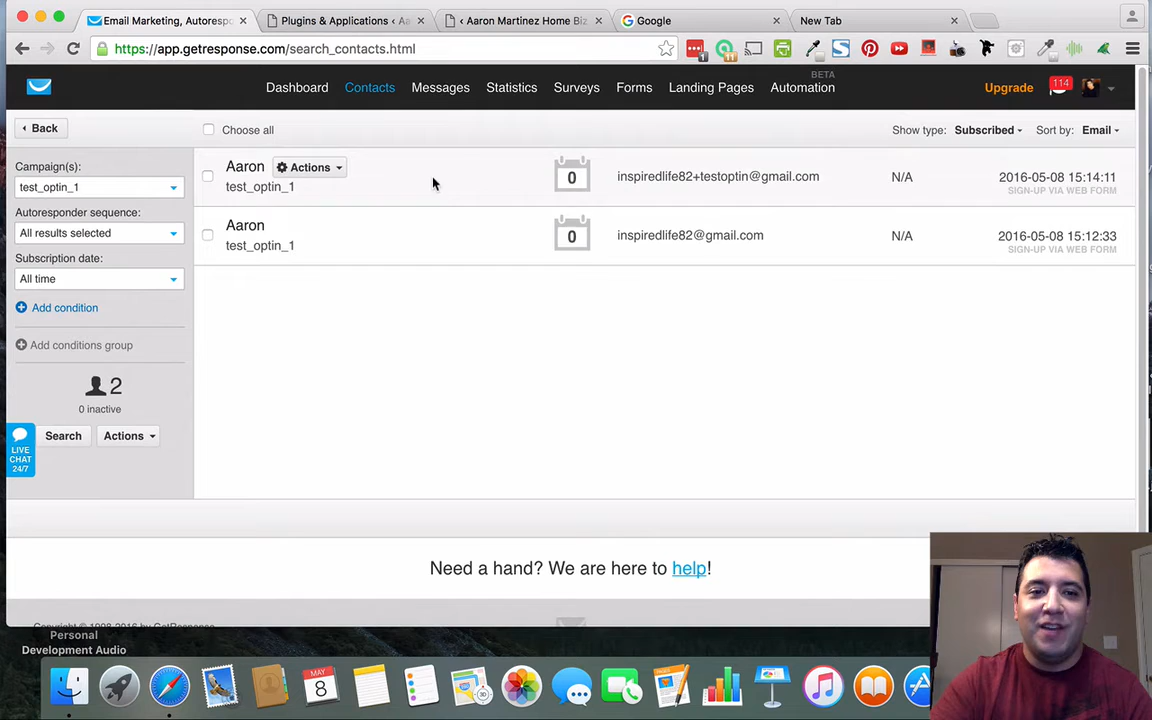 Email Marketing, Autorespo
Plugins & Applications ‹ Aa
‹ Aaron Martinez Home Biz
Google
New Tab
https://app.getresponse.com/search_contacts.html
Dashboard
Contacts
Messages
Statistics
Surveys
Forms
Landing Pages
BETA
Automation
Upgrade
114
Back
Choose all
Show type: Subscribed
Sort by: Email
Campaign(s):
test_optin_1
Autoresponder sequence:
All results selected
Subscription date:
All time
Add condition
Add conditions group
2
0 inactive
Search
Actions
LIVE
CHAT
24/7
Aaron
Actions
test_optin_1
0
inspiredlife82+testoptin@gmail.com
N/A
2016-05-08 15:14:11
SIGN-UP VIA WEB FORM
Aaron
test_optin_1
0
inspiredlife82@gmail.com
N/A
2016-05-08 15:12:33
SIGN-UP VIA WEB FORM
Need a hand? We are here to help!
Personal
Development Audio
MAY
8